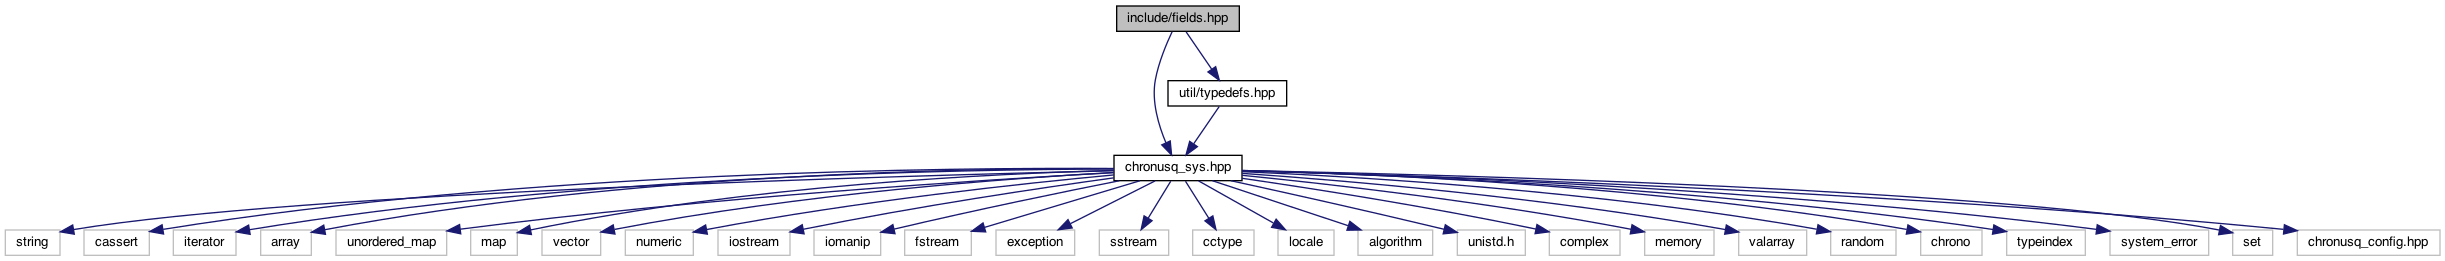 include/fields.hpp
util/typedefs.hpp
chronusq_sys.hpp
string
cassert
iterator
array
unordered_map
map
vector
numeric
iostream
iomanip
fstream
exception
sstream
cctype
locale
algorithm
unistd.h
complex
memory
valarray
random
chrono
typeindex
system_error
set
chronusq_config.hpp